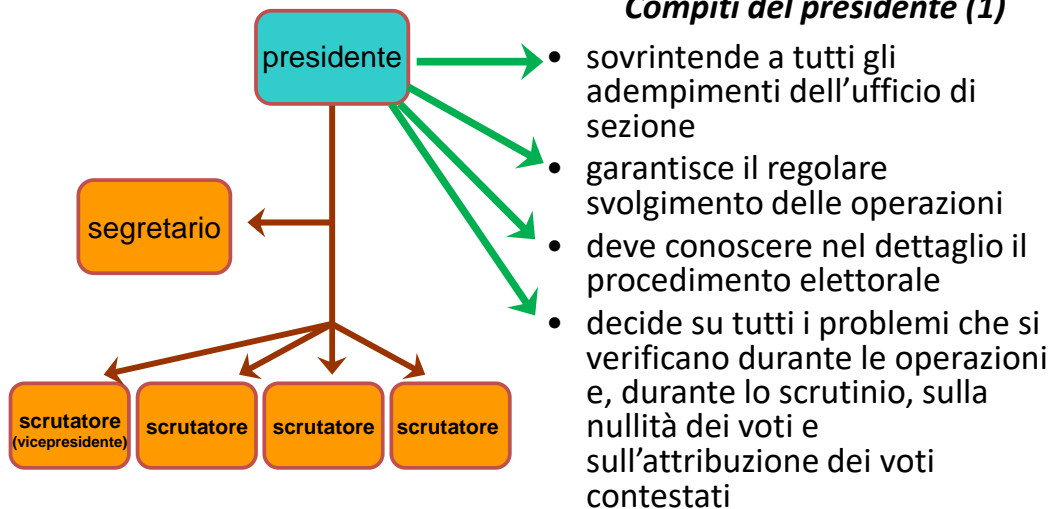 Compiti del presidente (1)
presidente
segretario
scrutatore
(vicepresidente)
scrutatore
scrutatore
scrutatore
• sovrintende a tutti gli
adempimenti dell’ufficio di
sezione
• garantisce il regolare
svolgimento delle operazioni
• deve conoscere nel dettaglio il
procedimento elettorale
• decide su tutti i problemi che si
verificano durante le operazioni
e, durante lo scrutinio, sulla
nullità dei voti e
sull’attribuzione dei voti
contestati